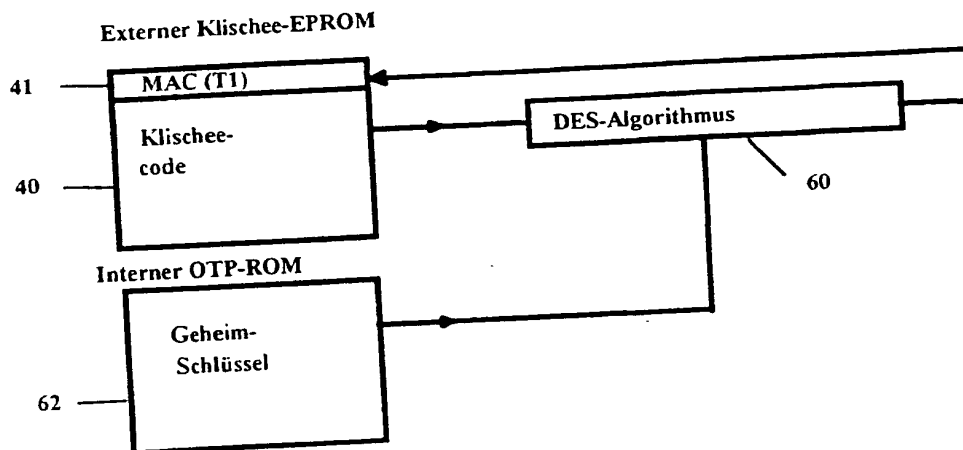 Externer Klischee-EPROM
41
MAC (T1)
Klischee-
code
DES-Algorithmus
40
60
Interner OTP-ROM
Geheim-
Schlüssel
62